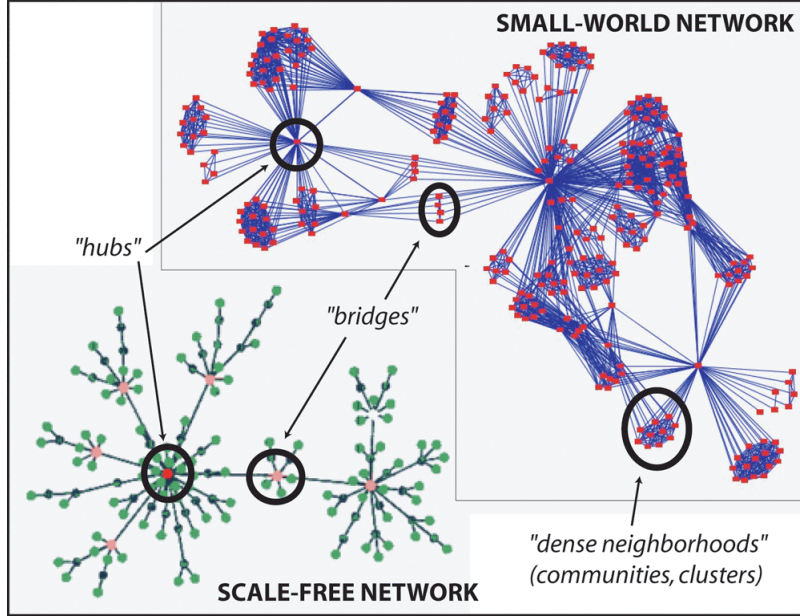 SMALL-WORLD NETWORK
"hubs"
"bridges"
"dense neighborhoods"
(communities, clusters)
SCALE-FREE NETWORK